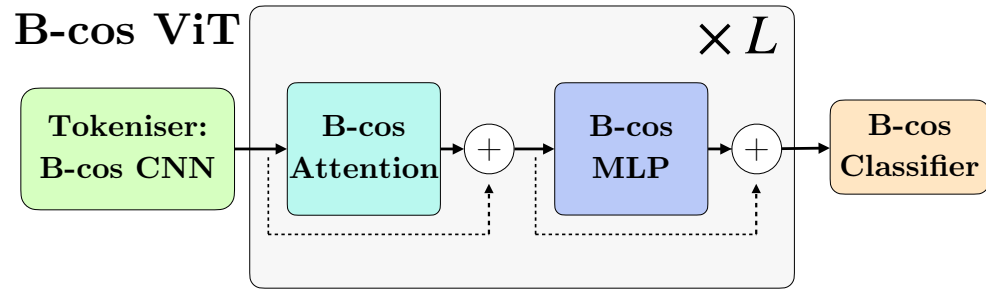 B-cos ViT
× L
Tokeniser:
B-cos CNN
B-cos
Attention
+
B-cos
MLP
+
B-cos
Classifier